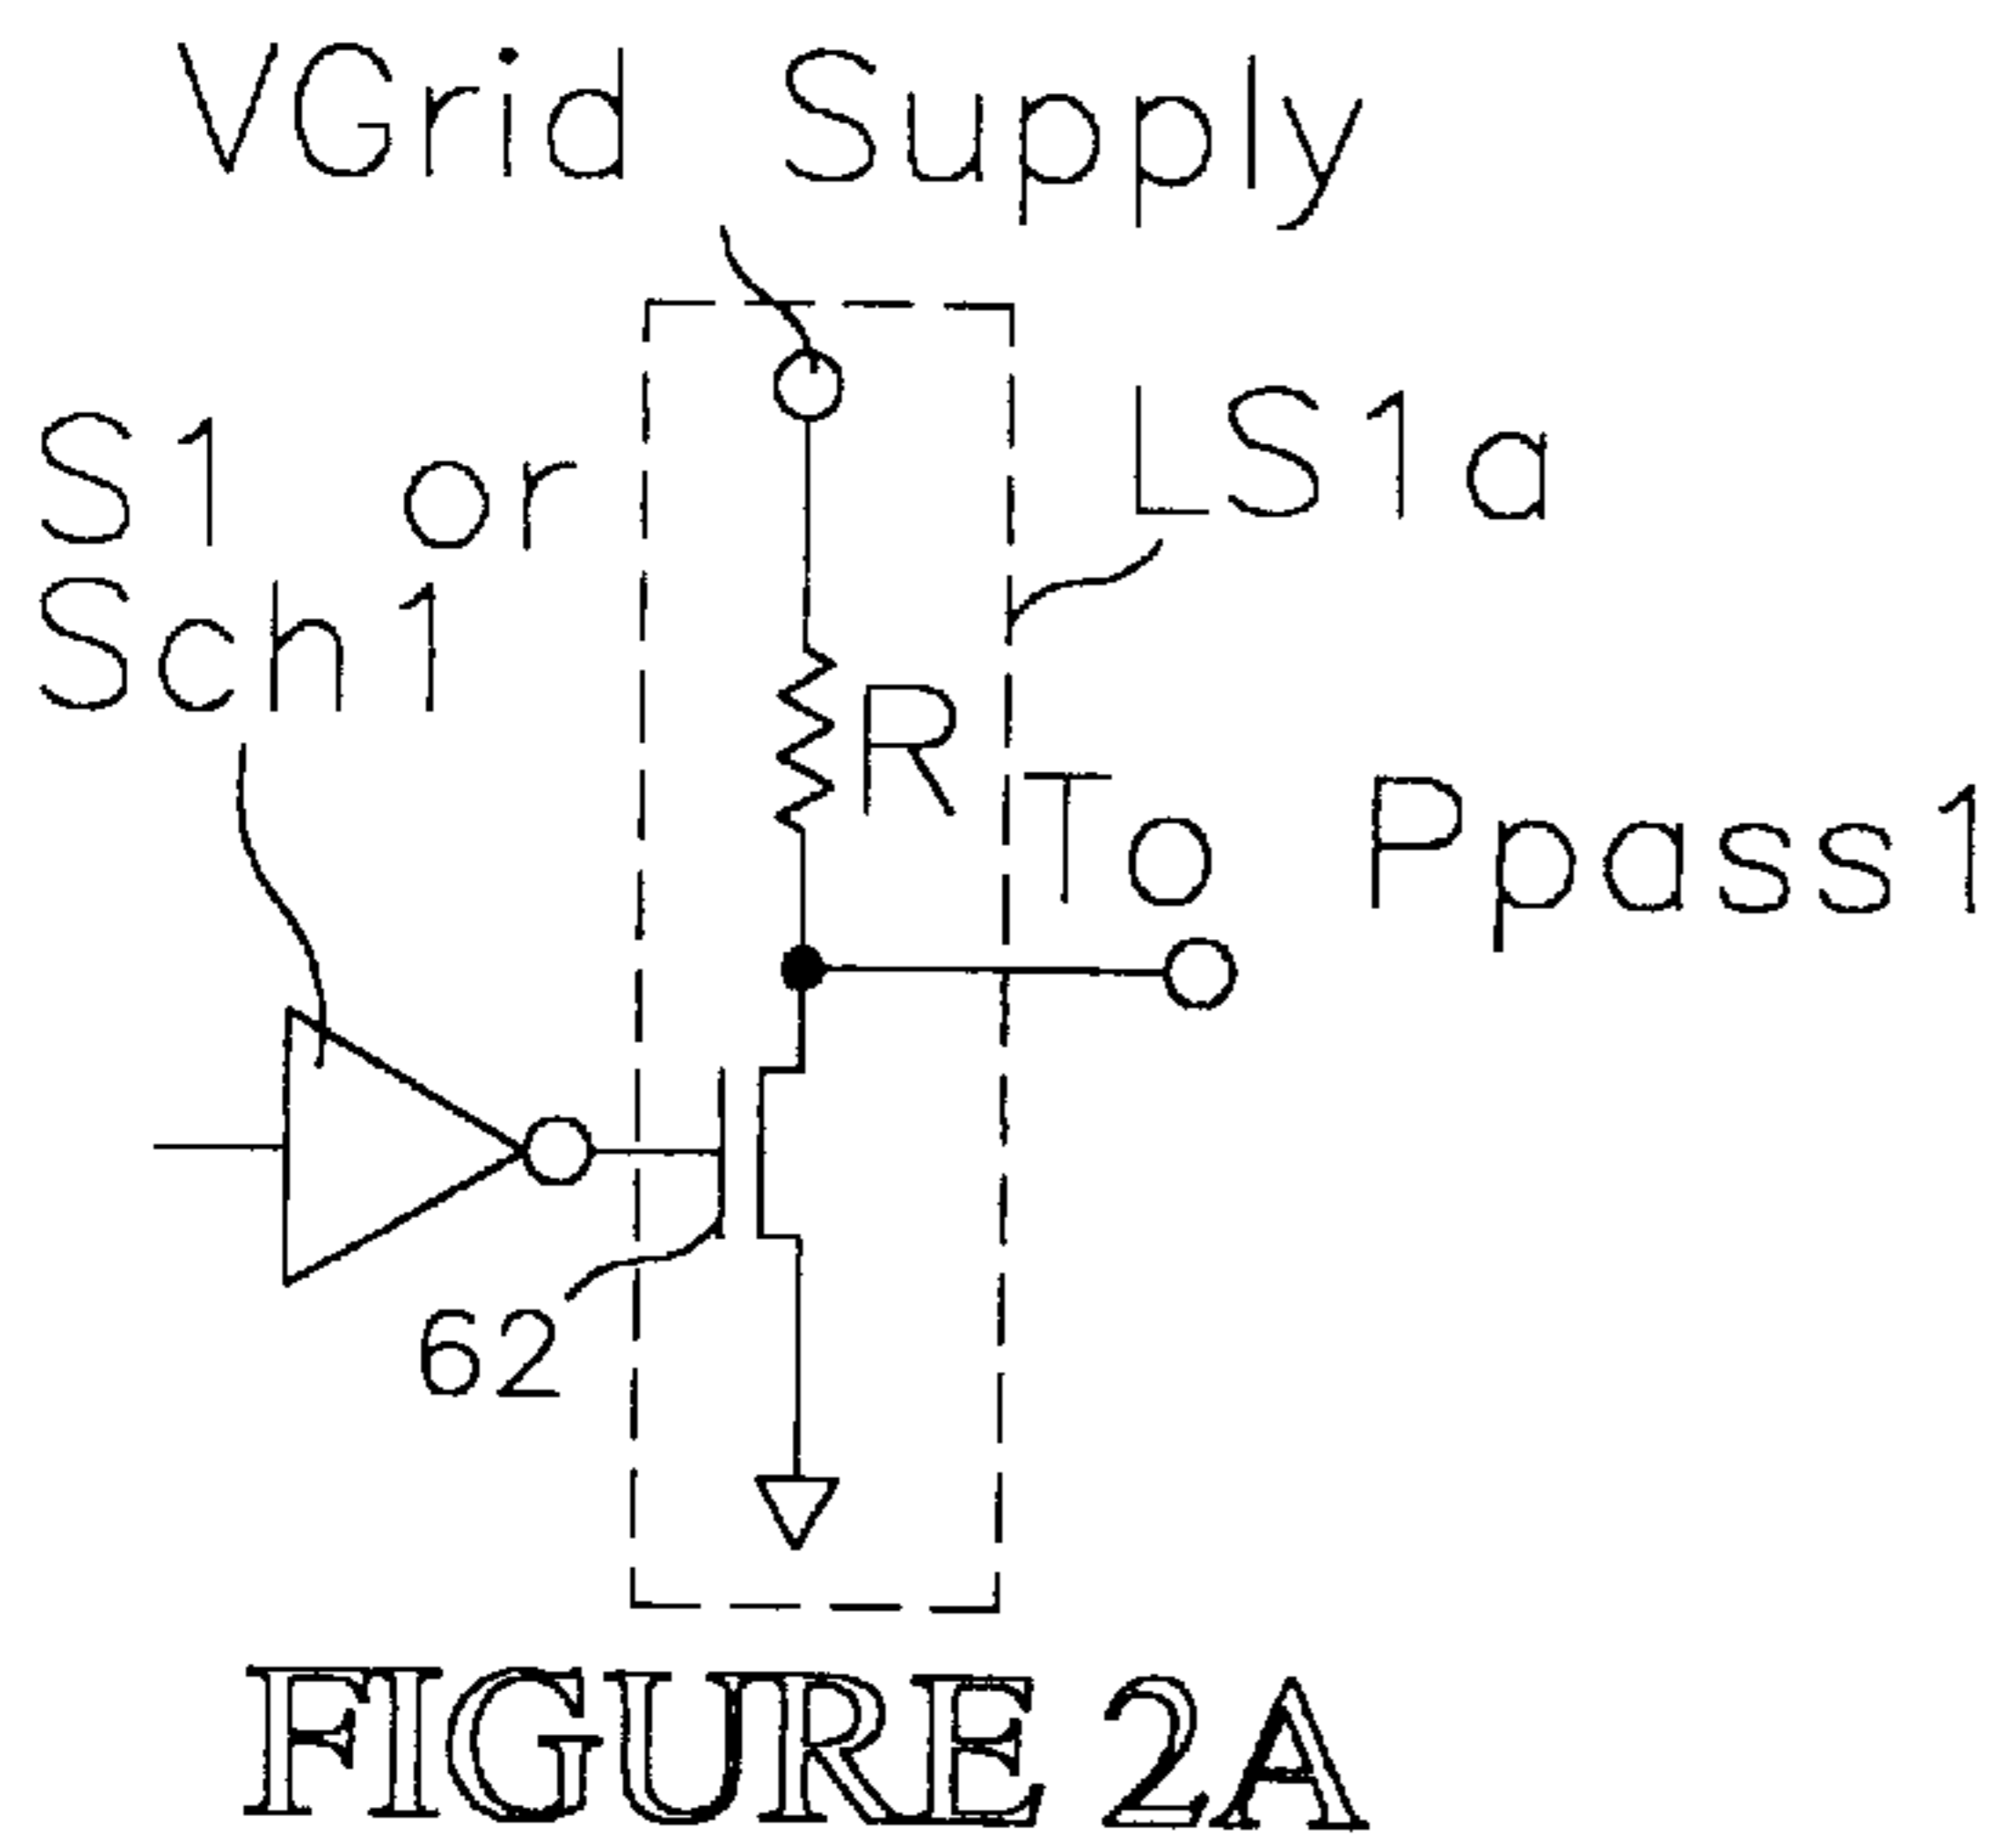 VGrid Supply
S1 or
Sch1
LS1a
R
To Ppass1
62
FIGURE 2A